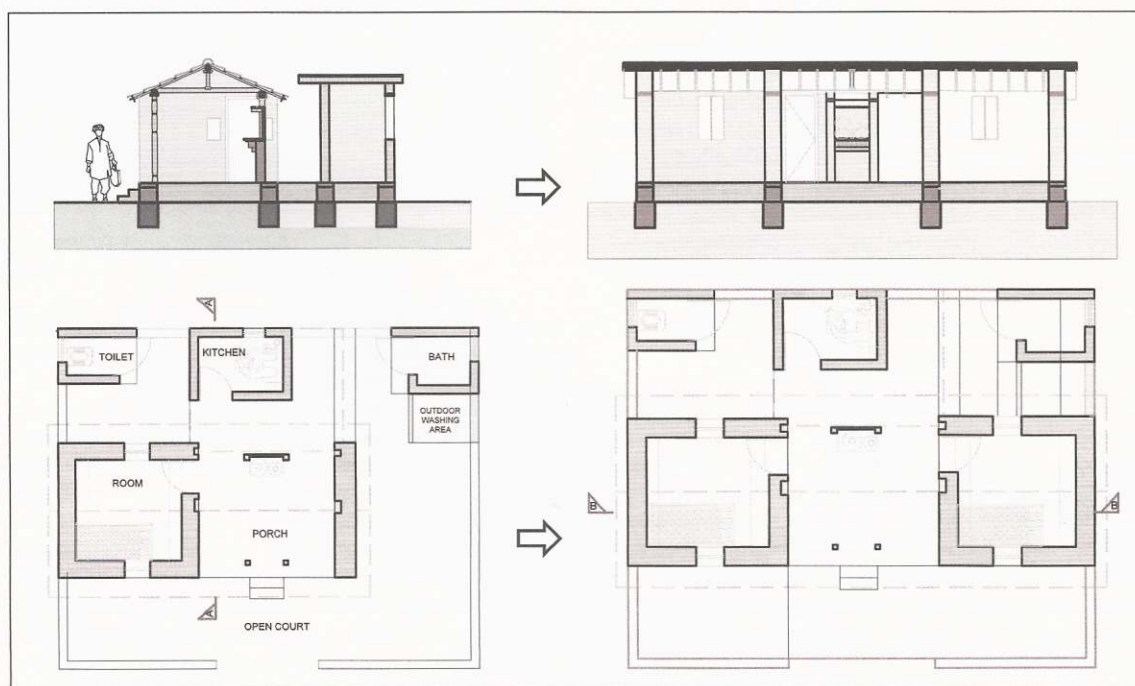 A
TOILET
KITCHEN
BATH
OUTDOOR
WASHING
AREA
ROOM
PORCH
B
B
A
OPEN COURT